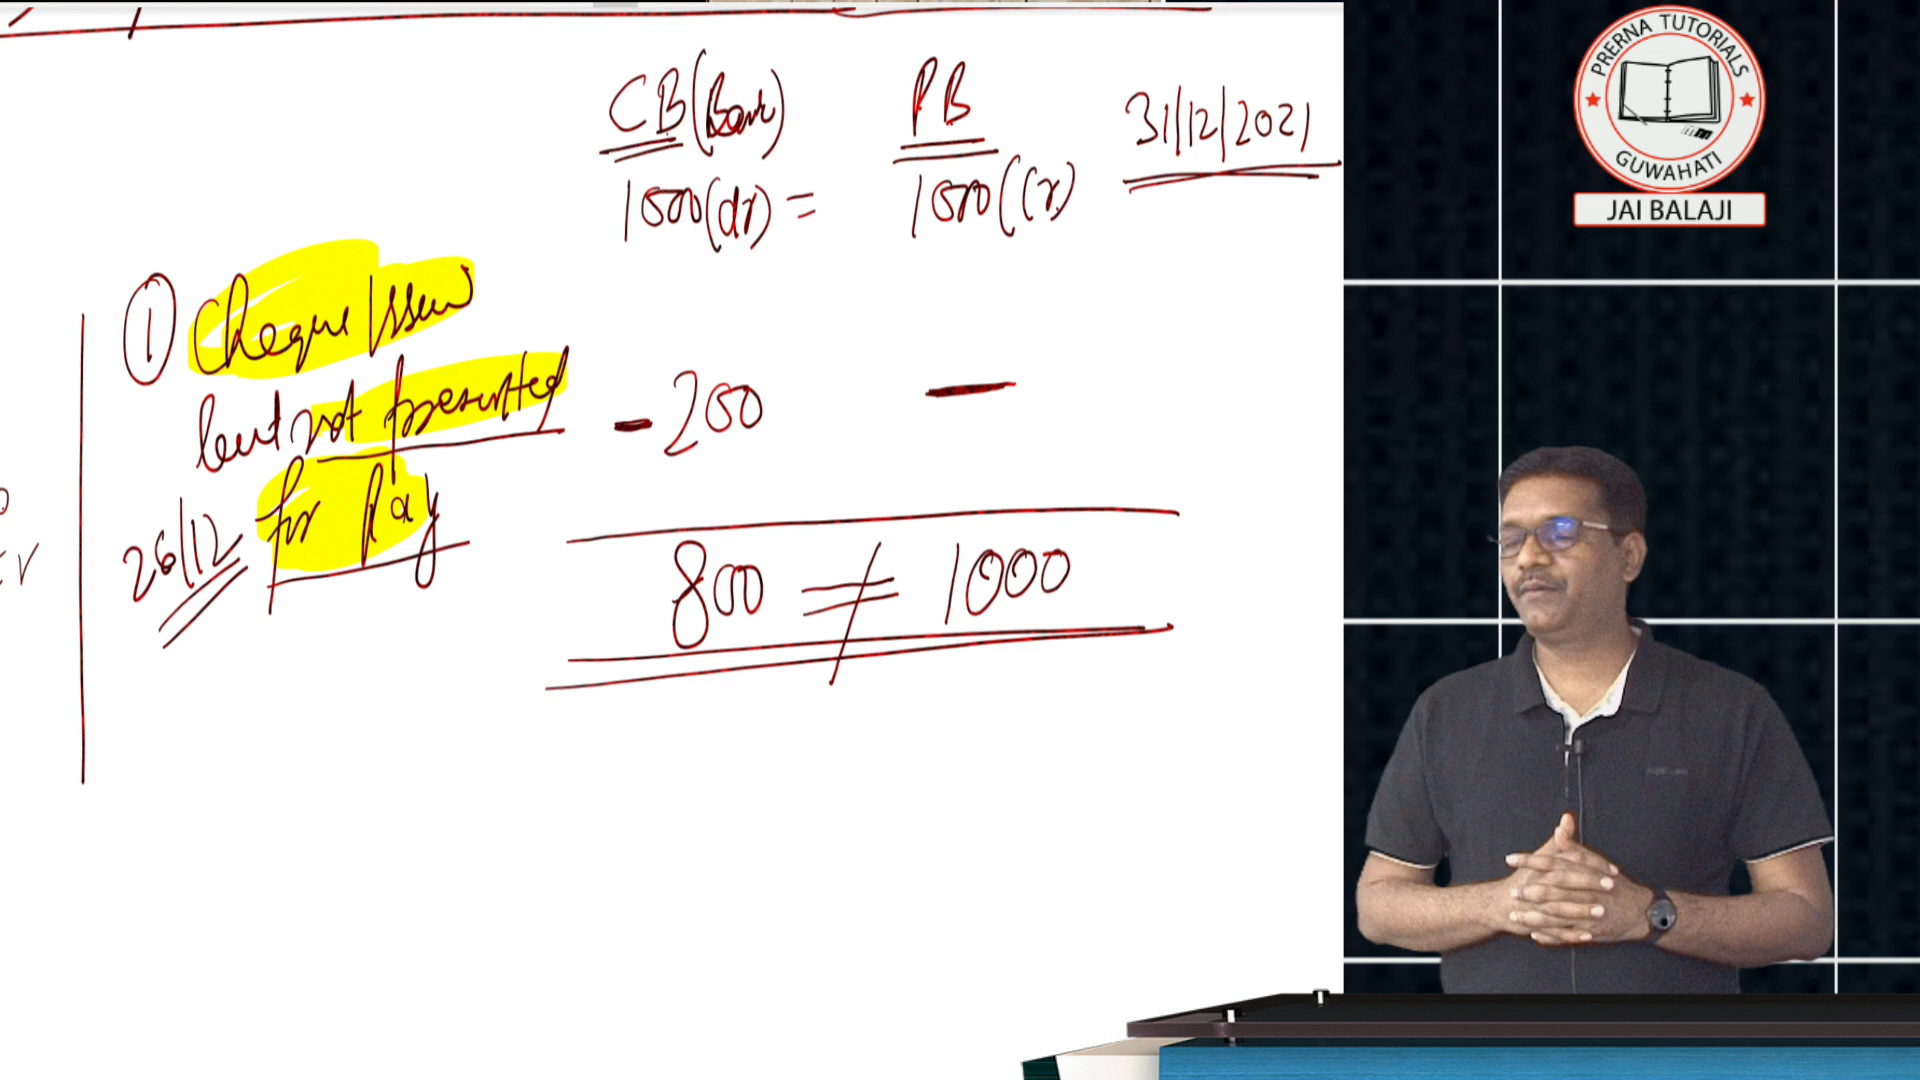 CB (Bank)
PB
31/12/2021
1000 (dr) =
1000 (Cr)
① Cheque Issue
but not presented
- 200
-
26/12 for Pay
800 ≠ 1000
PRERNA TUTORIALS
GUWAHATI
JAI BALAJI